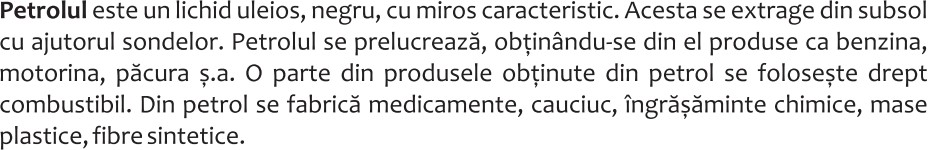 Petrolul este un lichid uleios, negru, cu miros caracteristic. Acesta se extrage din subsol
cu ajutorul sondelor. Petrolul se prelucrează, obținându-se din el produse ca benzina,
motorina, păcura ș.a. O parte din produsele obținute din petrol se folosește drept
combustibil. Din petrol se fabrică medicamente, cauciuc, îngrășăminte chimice, mase
plastice, fibre sintetice.